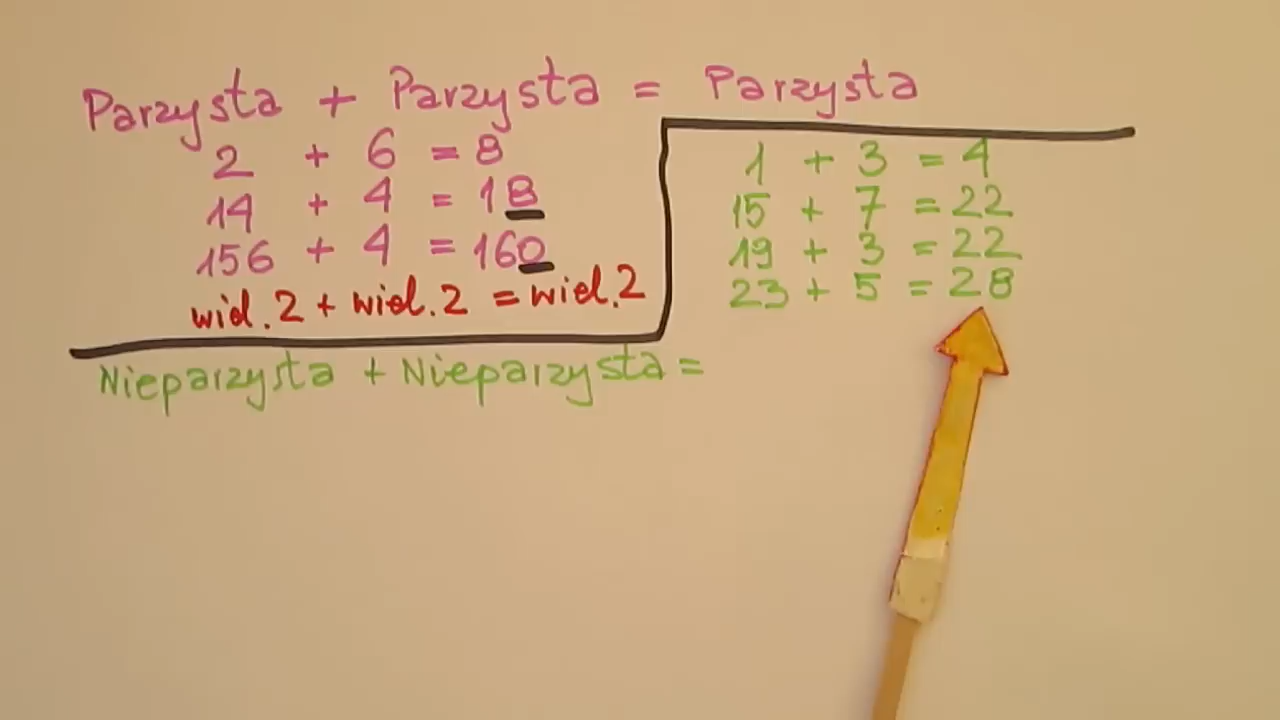 Parzysta + Parzysta = Parzysta
2 + 6 = 8
14 + 4 = 18
156 + 4 = 160
wiel. 2 + wiel. 2 = wiel. 2
1 + 3 = 4
15 + 7 = 22
19 + 3 = 22
23 + 5 = 28
Nieparzysta + Nieparzysta =